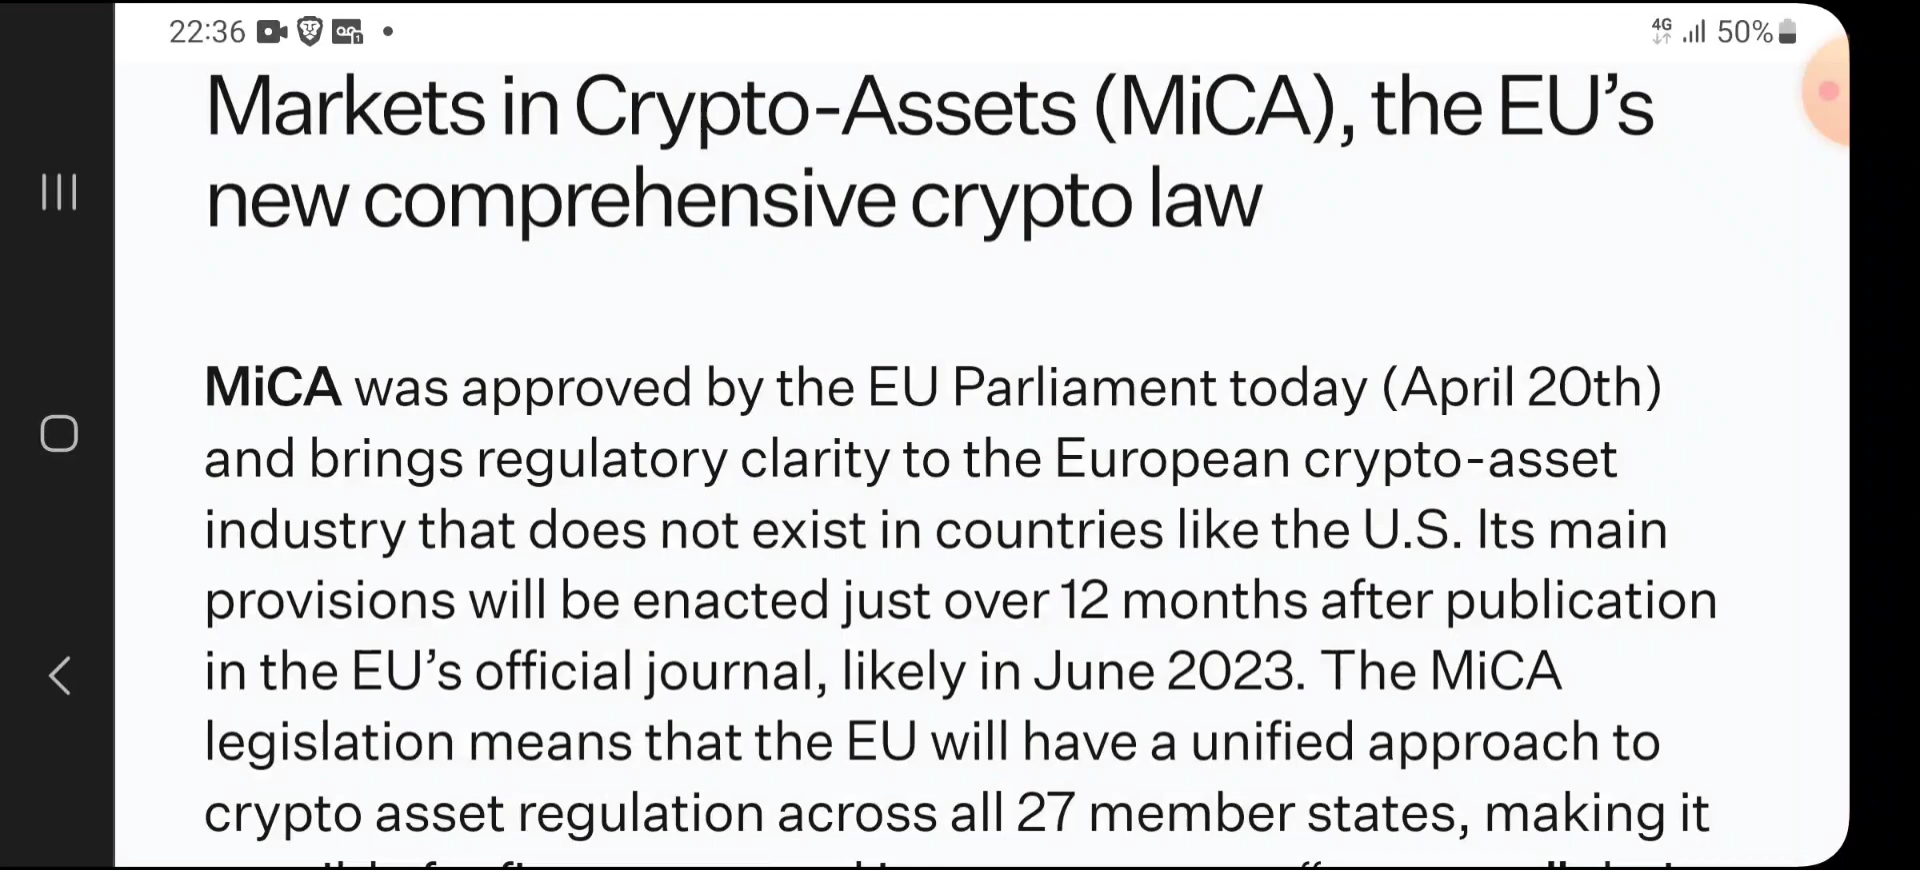 22:36
4G 50%
Markets in Crypto-Assets (MiCA), the EU’s
new comprehensive crypto law
MiCA was approved by the EU Parliament today (April 20th)
and brings regulatory clarity to the European crypto-asset
industry that does not exist in countries like the U.S. Its main
provisions will be enacted just over 12 months after publication
in the EU’s official journal, likely in June 2023. The MiCA
legislation means that the EU will have a unified approach to
crypto asset regulation across all 27 member states, making it